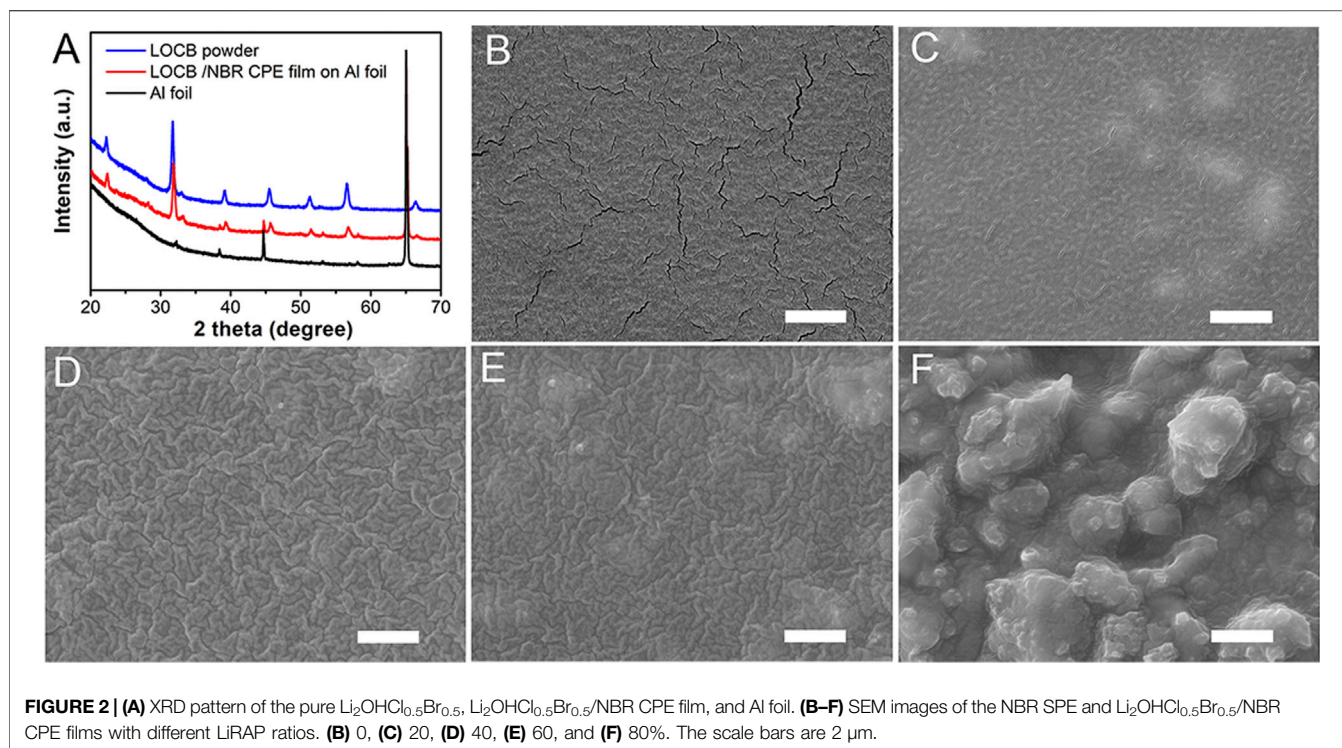 A
LOCB powder
LOCB /NBR CPE film on Al foil
Al foil
Intensity (a.u.)
20 30 40 50 60 70
2 theta (degree)
B
C
D
E
F
FIGURE 2 | (A) XRD pattern of the pure Li₂OHCl₀.₅Br₀.₅, Li₂OHCl₀.₅Br₀.₅/NBR CPE film, and Al foil. (B–F) SEM images of the NBR SPE and Li₂OHCl₀.₅Br₀.₅/NBR
CPE films with different LiRAP ratios. (B) 0, (C) 20, (D) 40, (E) 60, and (F) 80%. The scale bars are 2 μm.